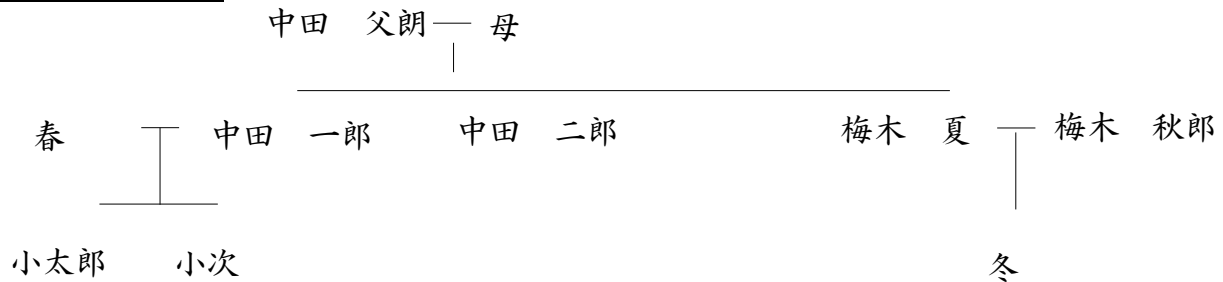 中田　父朗 母
春 中田　一郎 中田　二郎 梅木　夏 梅木　秋郎
小太郎 小次 冬